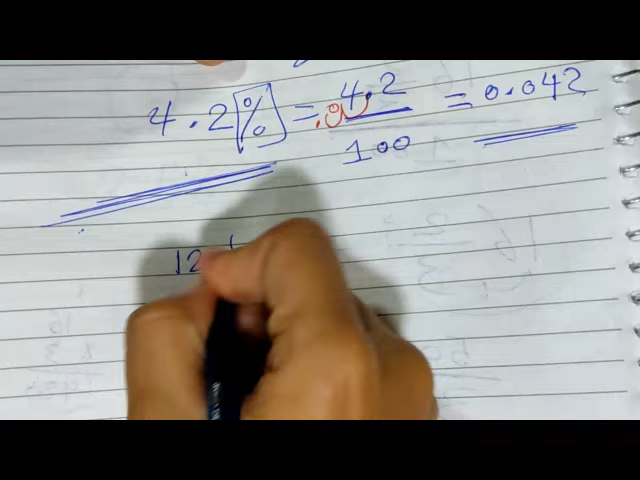 4.2% = 4.2/100 = 0.042
12